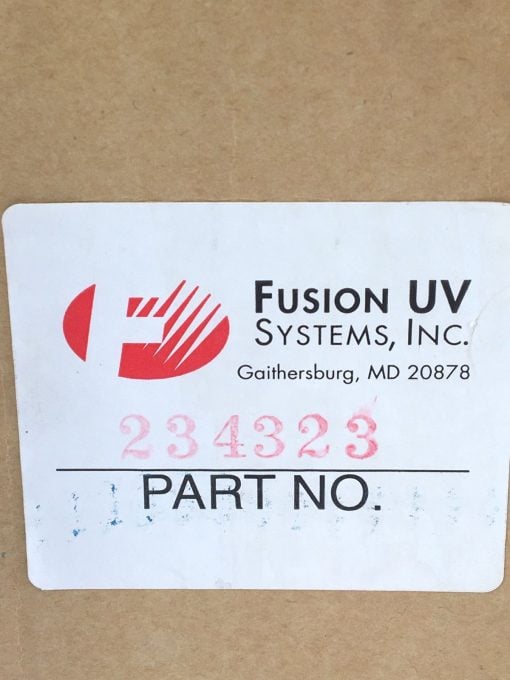 FUSION UV
SYSTEMS, INC.
Gaithersburg, MD 20878
234323
PART NO.